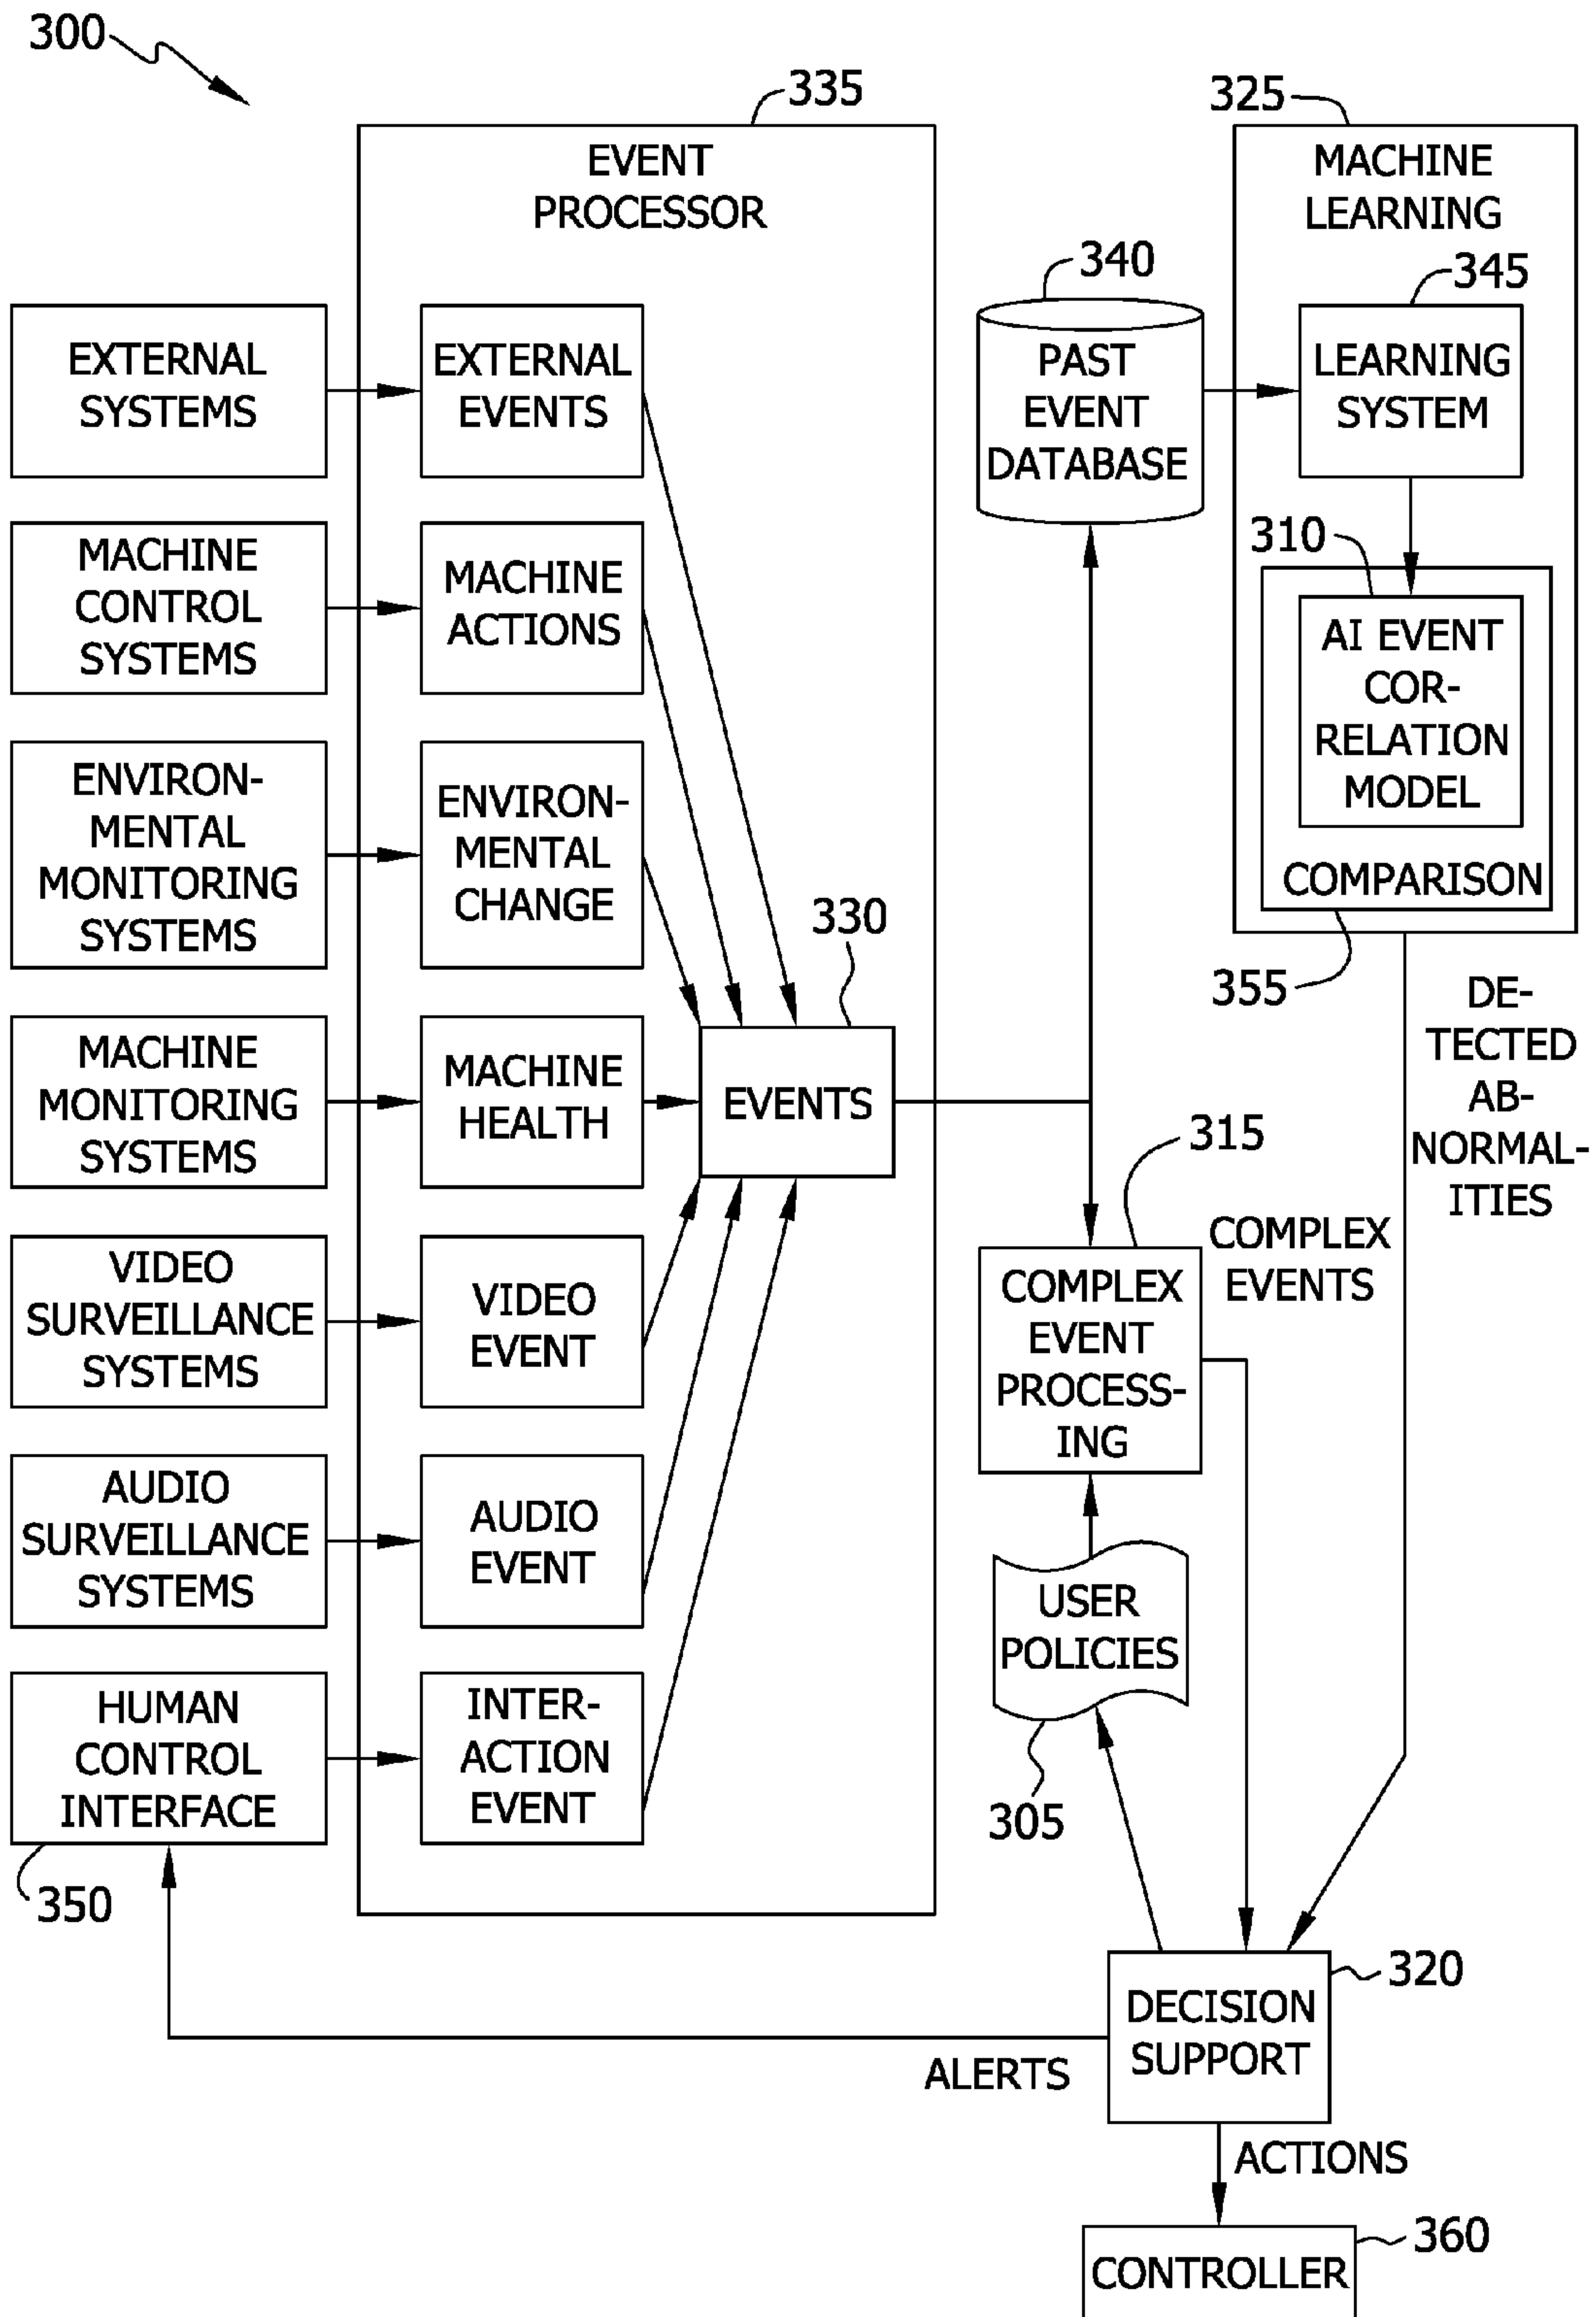 300
335
325
EVENT
PROCESSOR
MACHINE
LEARNING
340
345
EXTERNAL
SYSTEMS
EXTERNAL
EVENTS
PAST
EVENT
DATABASE
LEARNING
SYSTEM
310
MACHINE
CONTROL
SYSTEMS
MACHINE
ACTIONS
AI EVENT
COR-
RELATION
MODEL
COMPARISON
355
ENVIRON-
MENTAL
MONITORING
SYSTEMS
ENVIRON-
MENTAL
CHANGE
330
MACHINE
MONITORING
SYSTEMS
MACHINE
HEALTH
EVENTS
DE-
TECTED
AB-
NORMAL-
ITIES
315
COMPLEX
EVENTS
VIDEO
SURVEILLANCE
SYSTEMS
VIDEO
EVENT
COMPLEX
EVENT
PROCESS-
ING
AUDIO
SURVEILLANCE
SYSTEMS
AUDIO
EVENT
USER
POLICIES
305
HUMAN
CONTROL
INTERFACE
INTER-
ACTION
EVENT
350
320
DECISION
SUPPORT
ALERTS
ACTIONS
360
CONTROLLER